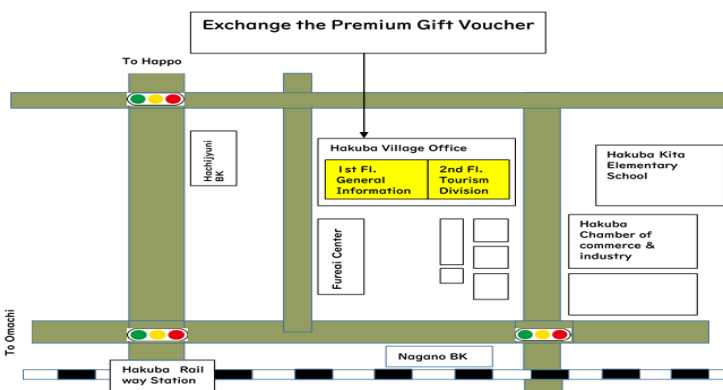 Exchange the Premium Gift Voucher
To Happo
Hachijyuni
BK
Hakuba Village Office
1st Fl.
General
Information
2nd Fl.
Tourism
Division
Hakuba Kita
Elementary
School
Fureai Center
Hakuba
Chamber of
commerce &
industry
To Omachi
Nagano BK
Hakuba Rail
way Station